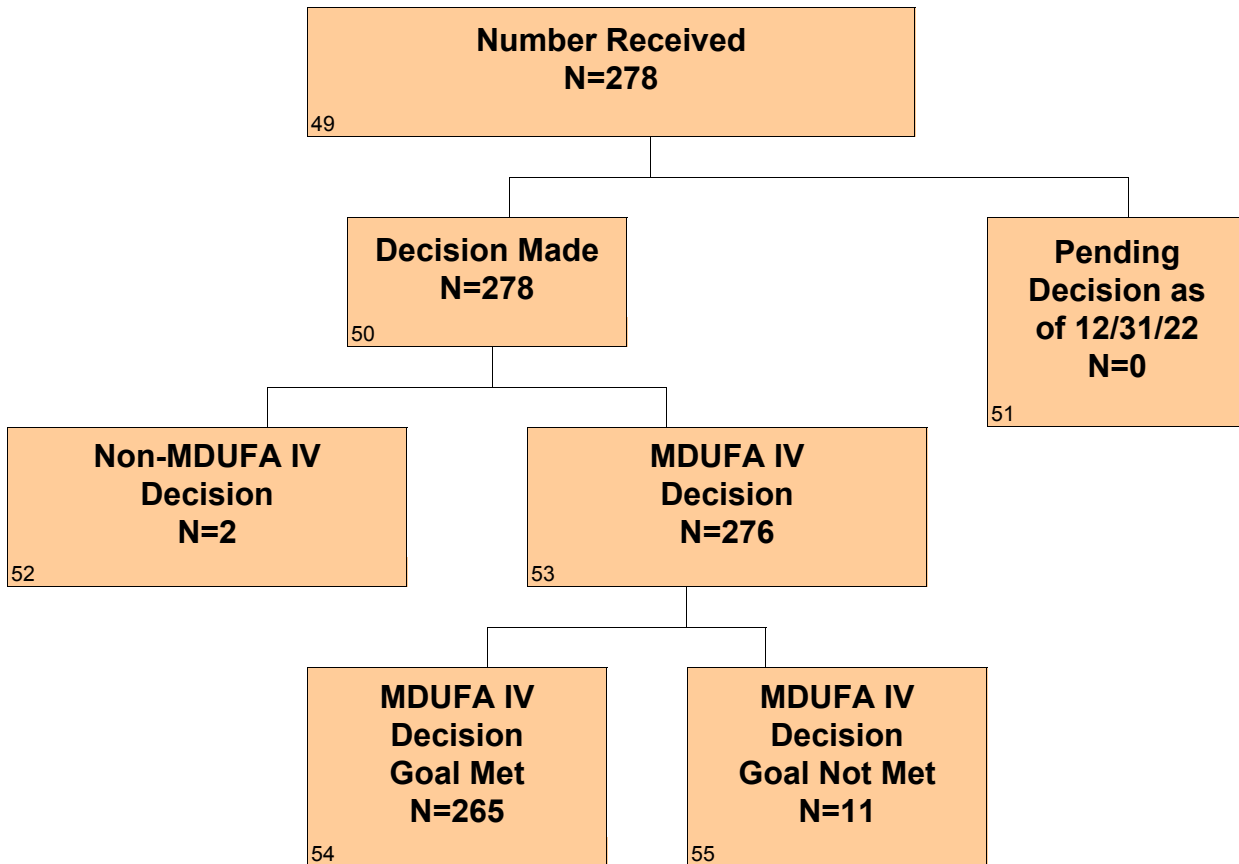 Number Received
N=278
49
Decision Made
N=278
50
Pending
Decision as
of 12/31/22
N=0
51
Non-MDUFA IV
Decision
N=2
52
MDUFA IV
Decision
N=276
53
MDUFA IV
Decision
Goal Met
N=265
54
MDUFA IV
Decision
Goal Not Met
N=11
55